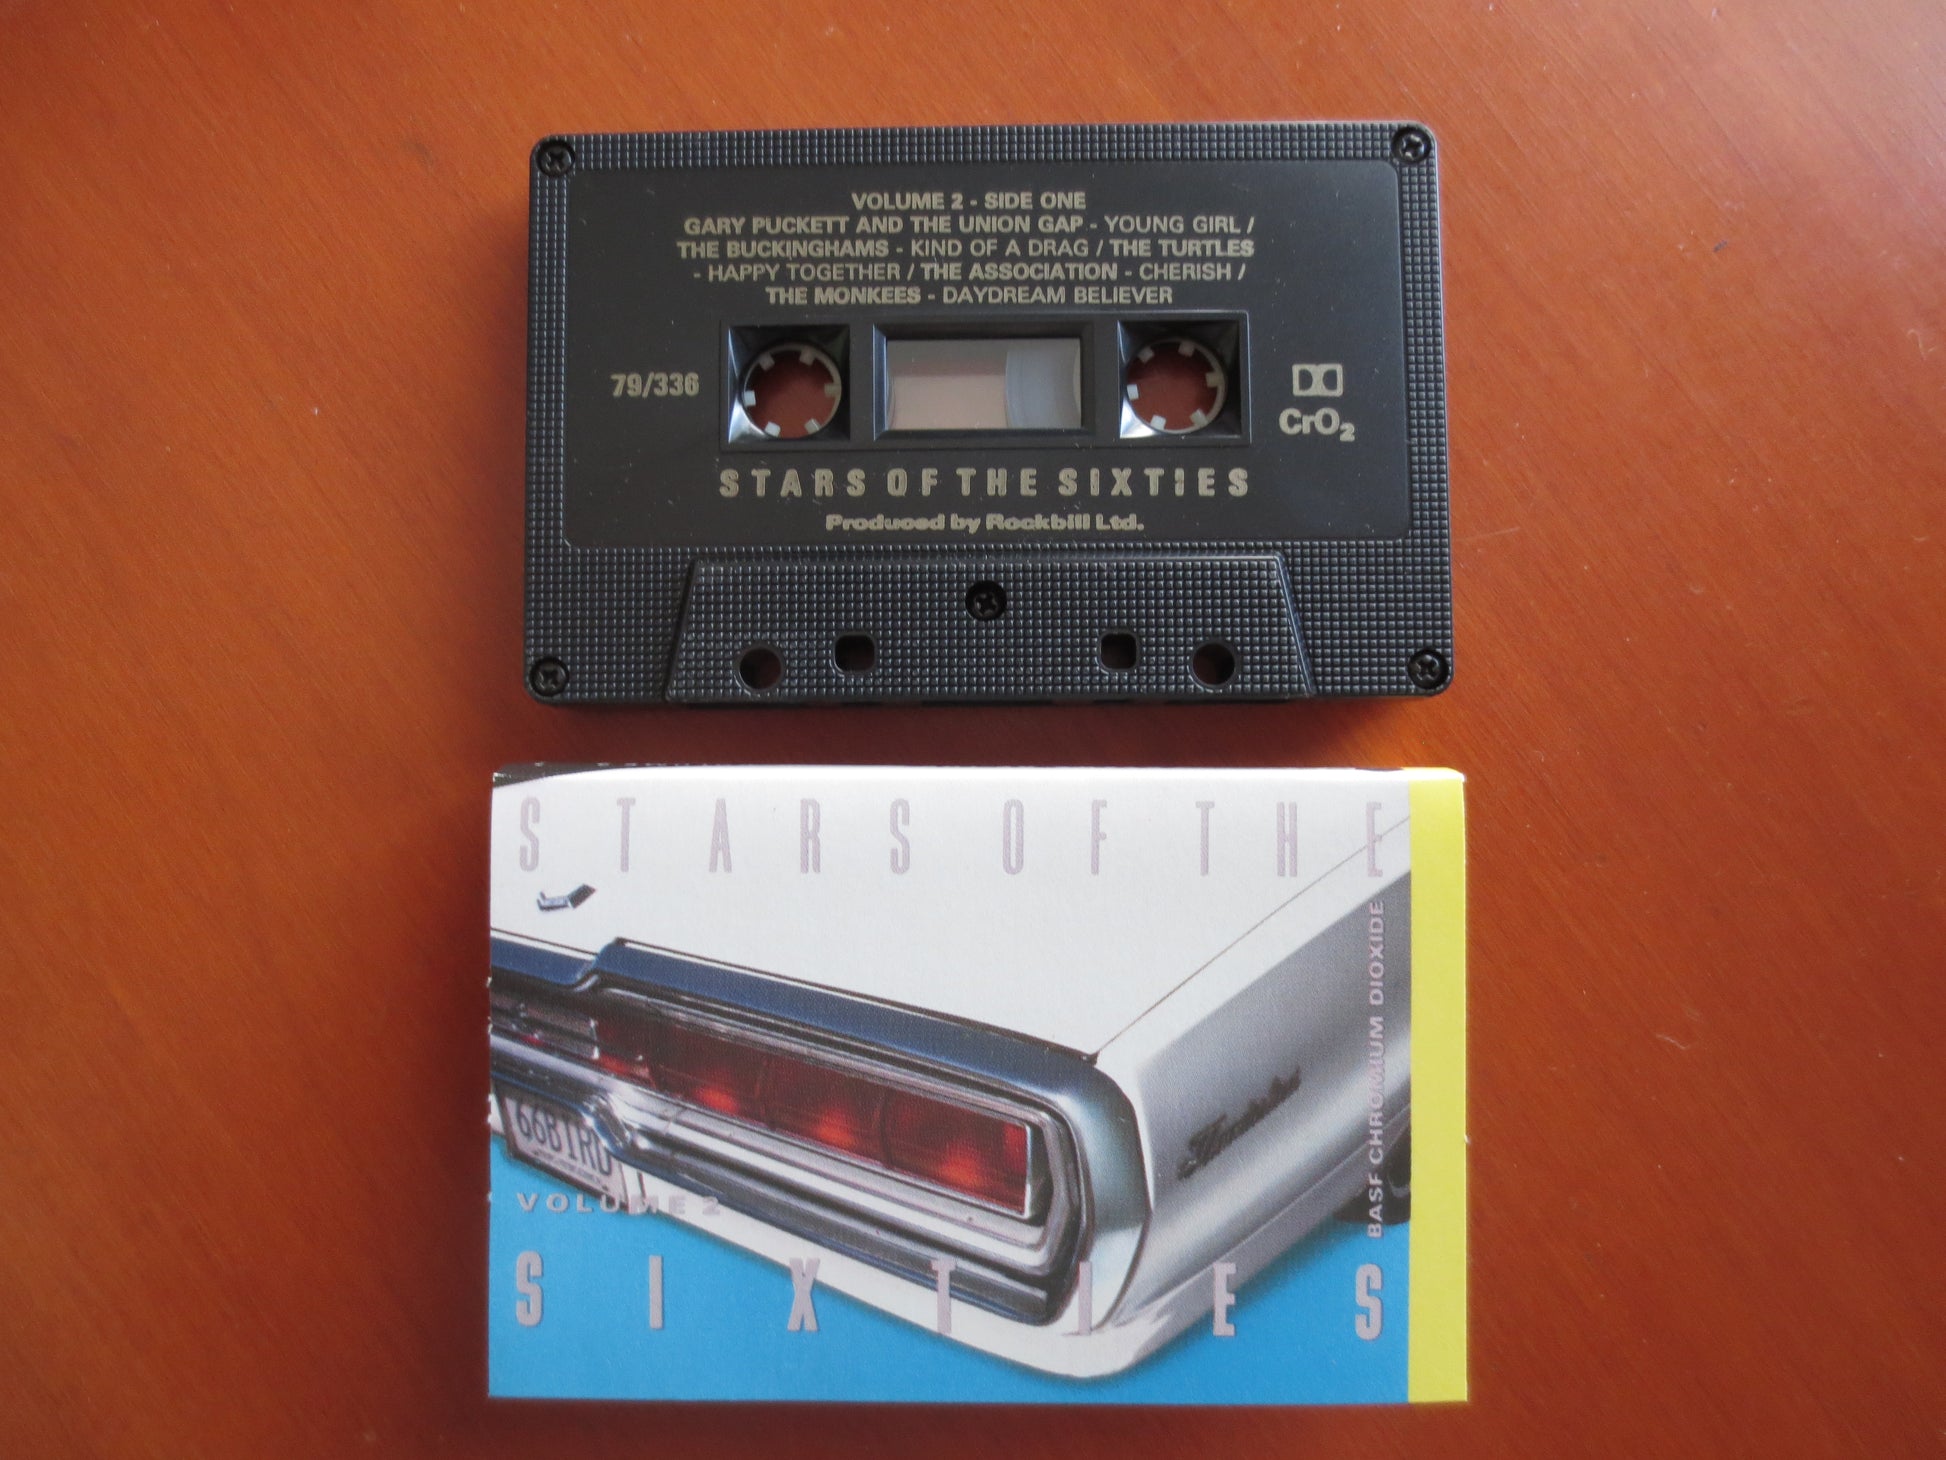 VOLUME 2 - SIDE ONE
GARY PUCKETT AND THE UNION GAP - YOUNG GIRL /
THE BUCKINGHAMS - KIND OF A DRAG / THE TURTLES
- HAPPY TOGETHER / THE ASSOCIATION - CHERISH /
THE MONKEES - DAYDREAM BELIEVER
79/336
CrO2
STARS OF THE SIXTIES
Produced by Rockbill Ltd.
STARS OF THE
BASF CHROMIUM DIOXIDE
Thunderbird
66BIRD
VOLUME 2
SIXTIES